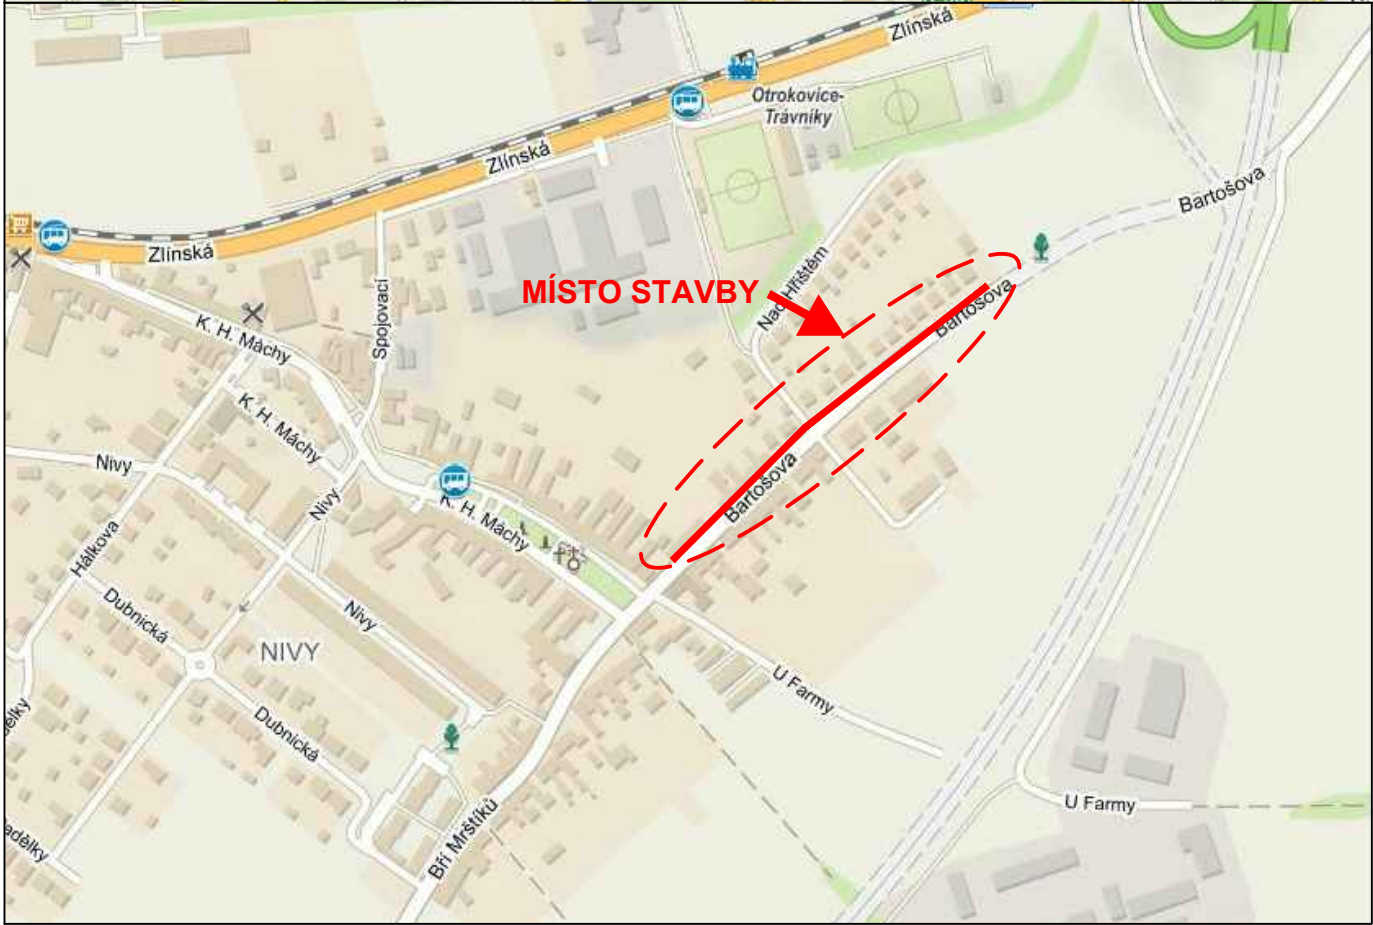 Zlínská
Otrokovice-
Trávníky
Zlínská
Bartošova
Zlínská
Nad Hřištěm
MÍSTO STAVBY
Spojovací
K. H. Máchy
Bartošova
K. H. Máchy
Nivy
Nivy
Bartošova
K. H. Máchy
Hálkova
Dubnická
Nivy
NIVY
U Farmy
Dubnická
U Farmy
Bří Mrštíků